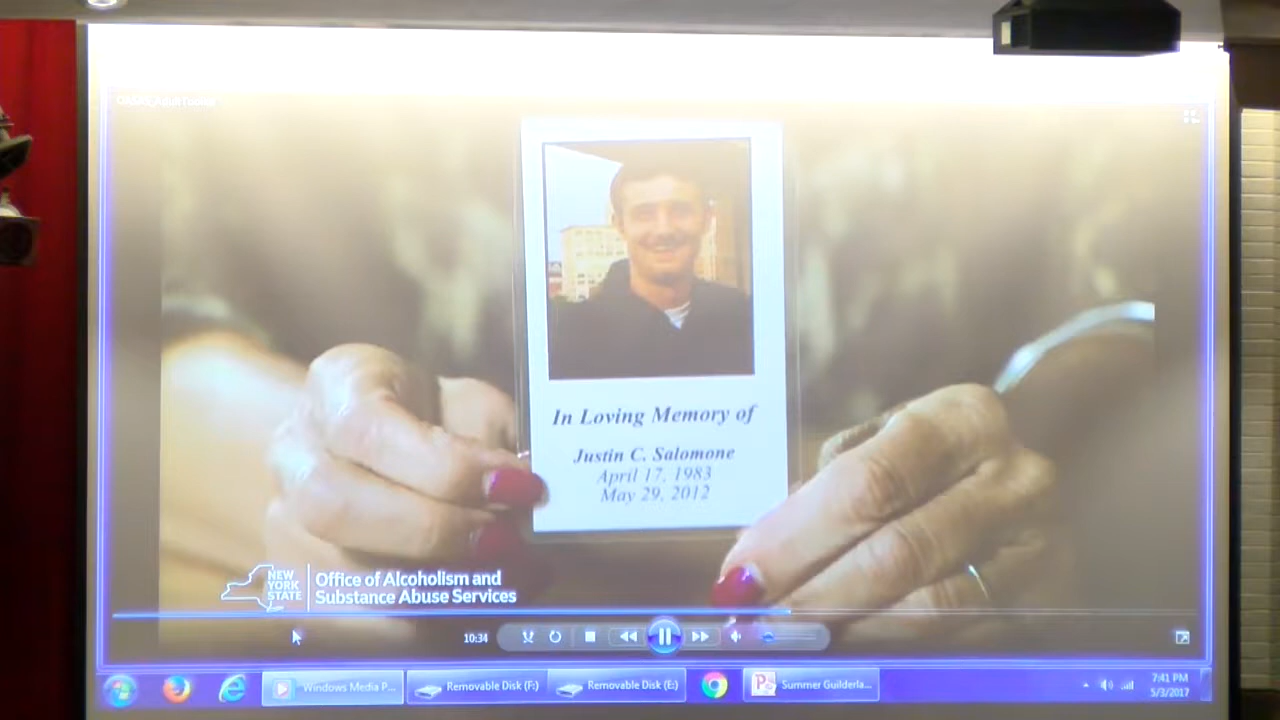 In Loving Memory of
Justin C. Salomone
April 17, 1983
May 29, 2012
NEW
YORK
STATE
Office of Alcoholism and
Substance Abuse Services
10:34
Windows Media P...
Removable Disk (F:)
Removable Disk (E:)
Summer Guilderla...
7:41 PM
5/3/2017